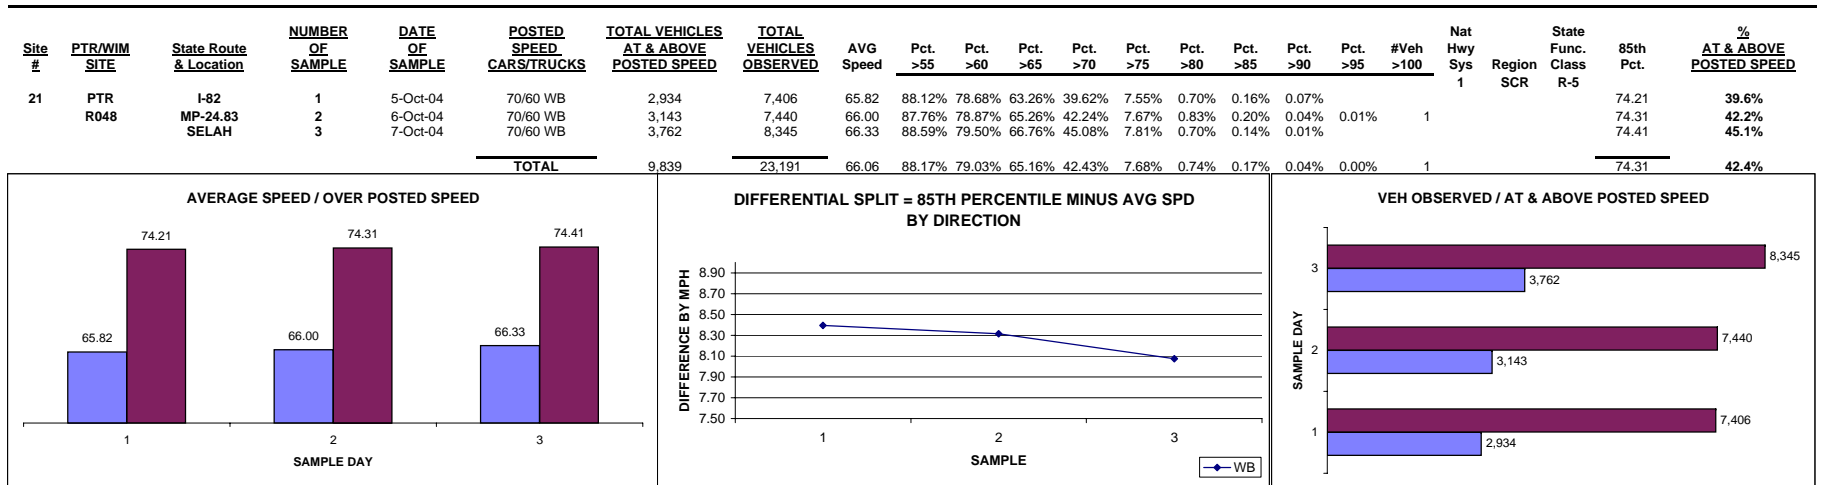 NUMBER DATE POSTED TOTAL VEHICLES TOTAL Nat State %
Site PTR/WIM State Route OF OF SPEED AT & ABOVE VEHICLES AVG Pct. Pct. Pct. Pct. Pct. Pct. Pct. Pct. Pct. #Veh Hwy Func. 85th AT & ABOVE
# SITE & Location SAMPLE SAMPLE CARS/TRUCKS POSTED SPEED OBSERVED Speed >55 >60 >65 >70 >75 >80 >85 >90 >95 >100 Sys Region Class Pct. POSTED SPEED
1 SCR R-5
21 PTR I-82 1 5-Oct-04 70/60 WB 2,934 7,406 65.82 88.12% 78.68% 63.26% 39.62% 7.55% 0.70% 0.16% 0.07% 74.21 39.6%
R048 MP-24.83 2 6-Oct-04 70/60 WB 3,143 7,440 66.00 87.76% 78.87% 65.26% 42.24% 7.67% 0.83% 0.20% 0.04% 0.01% 1 74.31 42.2%
SELAH 3 7-Oct-04 70/60 WB 3,762 8,345 66.33 88.59% 79.50% 66.76% 45.08% 7.81% 0.70% 0.14% 0.01% 74.41 45.1%
TOTAL 9,839 23,191 66.06 88.17% 79.03% 65.16% 42.43% 7.68% 0.74% 0.17% 0.04% 0.00% 1 74.31 42.4%
AVERAGE SPEED / OVER POSTED SPEED
74.21 74.31 74.41
65.82 66.00 66.33
1 2 3
SAMPLE DAY
DIFFERENTIAL SPLIT = 85TH PERCENTILE MINUS AVG SPD
BY DIRECTION
DIFFERENCE BY MPH
8.90
8.70
8.50
8.30
8.10
7.90
7.70
7.50
1 2 3
SAMPLE
WB
VEH OBSERVED / AT & ABOVE POSTED SPEED
SAMPLE DAY
3
8,345
3,762
2
7,440
3,143
1
7,406
2,934